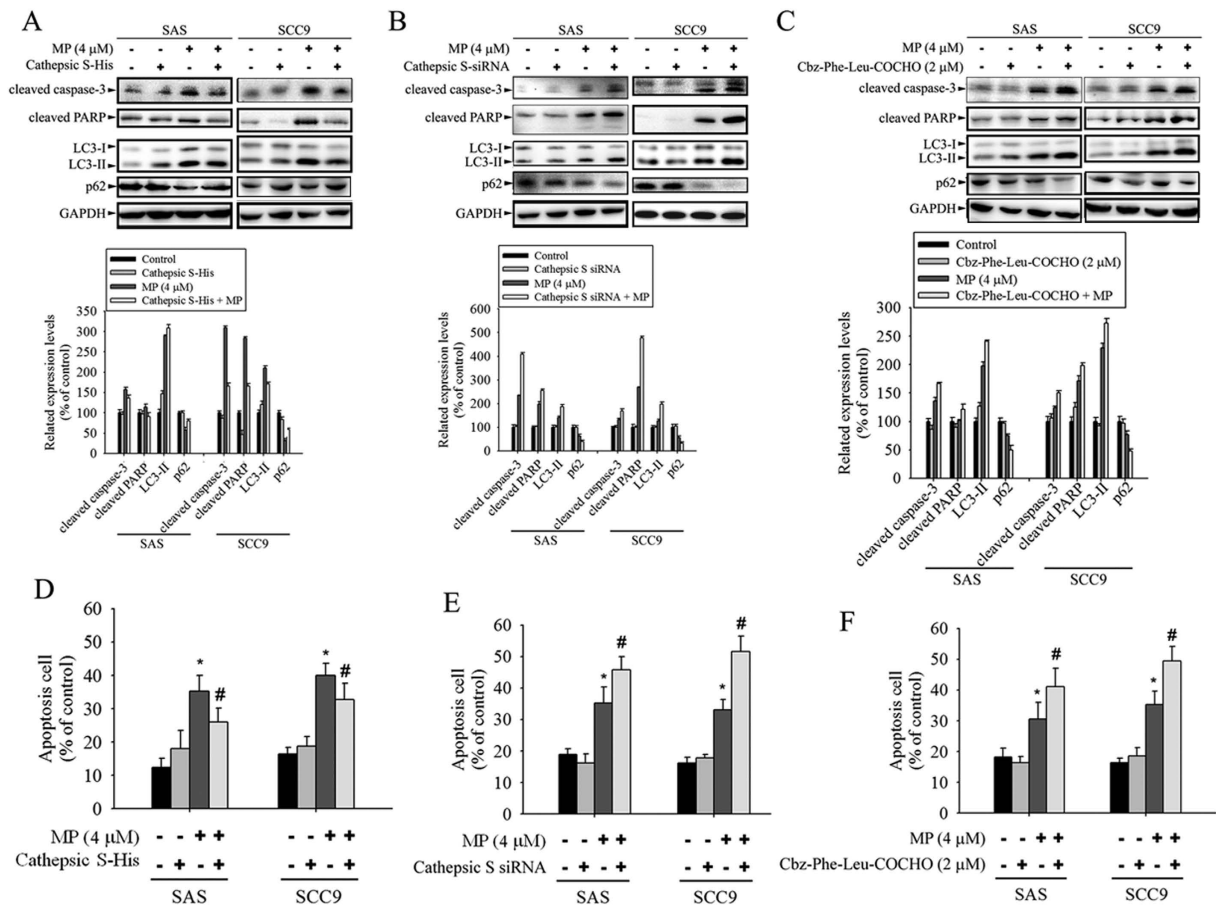 A
SAS SCC9
MP (4 μM) - - + + - - + +
Cathepsic S-His - + - + - + - +
cleaved caspase-3
cleaved PARP
LC3-I
LC3-II
p62
GAPDH
Control
Cathepsic S-His
MP (4 μM)
Cathepsic S-His + MP
Related expression levels
(% of control)
350
300
250
200
150
100
50
0
cleaved caspase-3
cleaved PARP
LC3-II
p62
cleaved caspase-3
cleaved PARP
LC3-II
p62
SAS SCC9
B
SAS SCC9
MP (4 μM) - - + + - - + +
Cathepsic S-siRNA - + - + - + - +
cleaved caspase-3
cleaved PARP
LC3-I
LC3-II
p62
GAPDH
Control
Cathepsic S siRNA
MP (4 μM)
Cathepsic S siRNA + MP
Related expression levels
(% of control)
600
500
400
300
200
100
0
cleaved caspase-3
cleaved PARP
LC3-II
p62
cleaved caspase-3
cleaved PARP
LC3-II
p62
SAS SCC9
C
SAS SCC9
MP (4 μM) - - + + - - + +
Cbz-Phe-Leu-COCHO (2 μM) - + - + - + - +
cleaved caspase-3
cleaved PARP
LC3-I
LC3-II
p62
GAPDH
Control
Cbz-Phe-Leu-COCHO (2 μM)
MP (4 μM)
Cbz-Phe-Leu-COCHO + MP
Related expression levels
(% of control)
300
250
200
150
100
50
0
cleaved caspase-3
cleaved PARP
LC3-II
p62
cleaved caspase-3
cleaved PARP
LC3-II
p62
SAS SCC9
D
Apoptosis cell
(% of control)
60
50
40
30
20
10
0
* # * #
MP (4 μM) - - + + - - + +
Cathepsic S-His - + - + - + - +
SAS SCC9
E
Apoptosis cell
(% of control)
60
50
40
30
20
10
0
* # * #
MP (4 μM) - - + + - - + +
Cathepsic S siRNA - + - + - + - +
SAS SCC9
F
Apoptosis cell
(% of control)
60
50
40
30
20
10
0
* # * #
MP (4 μM) - - + + - - + +
Cbz-Phe-Leu-COCHO (2 μM) - + - + - + - +
SAS SCC9